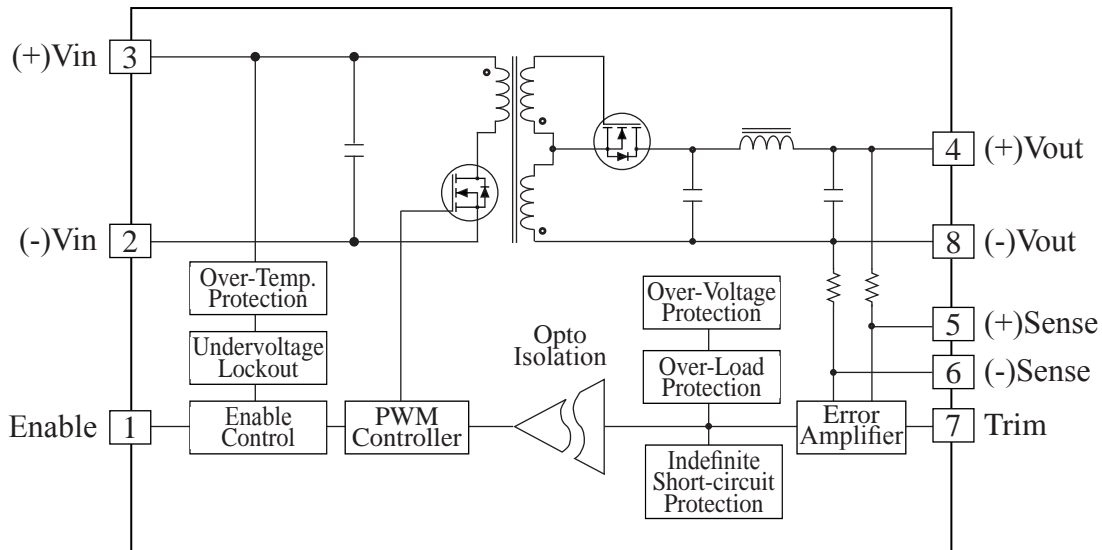 (+)Vin 3
4 (+)Vout
(-)Vin 2
8 (-)Vout
Over-Temp.
Protection
Over-Voltage
Protection
5 (+)Sense
Opto
Isolation
Undervoltage
Lockout
Over-Load
Protection
6 (-)Sense
Enable 1
Enable
Control
PWM
Controller
Error
Amplifier
7 Trim
Indefinite
Short-circuit
Protection